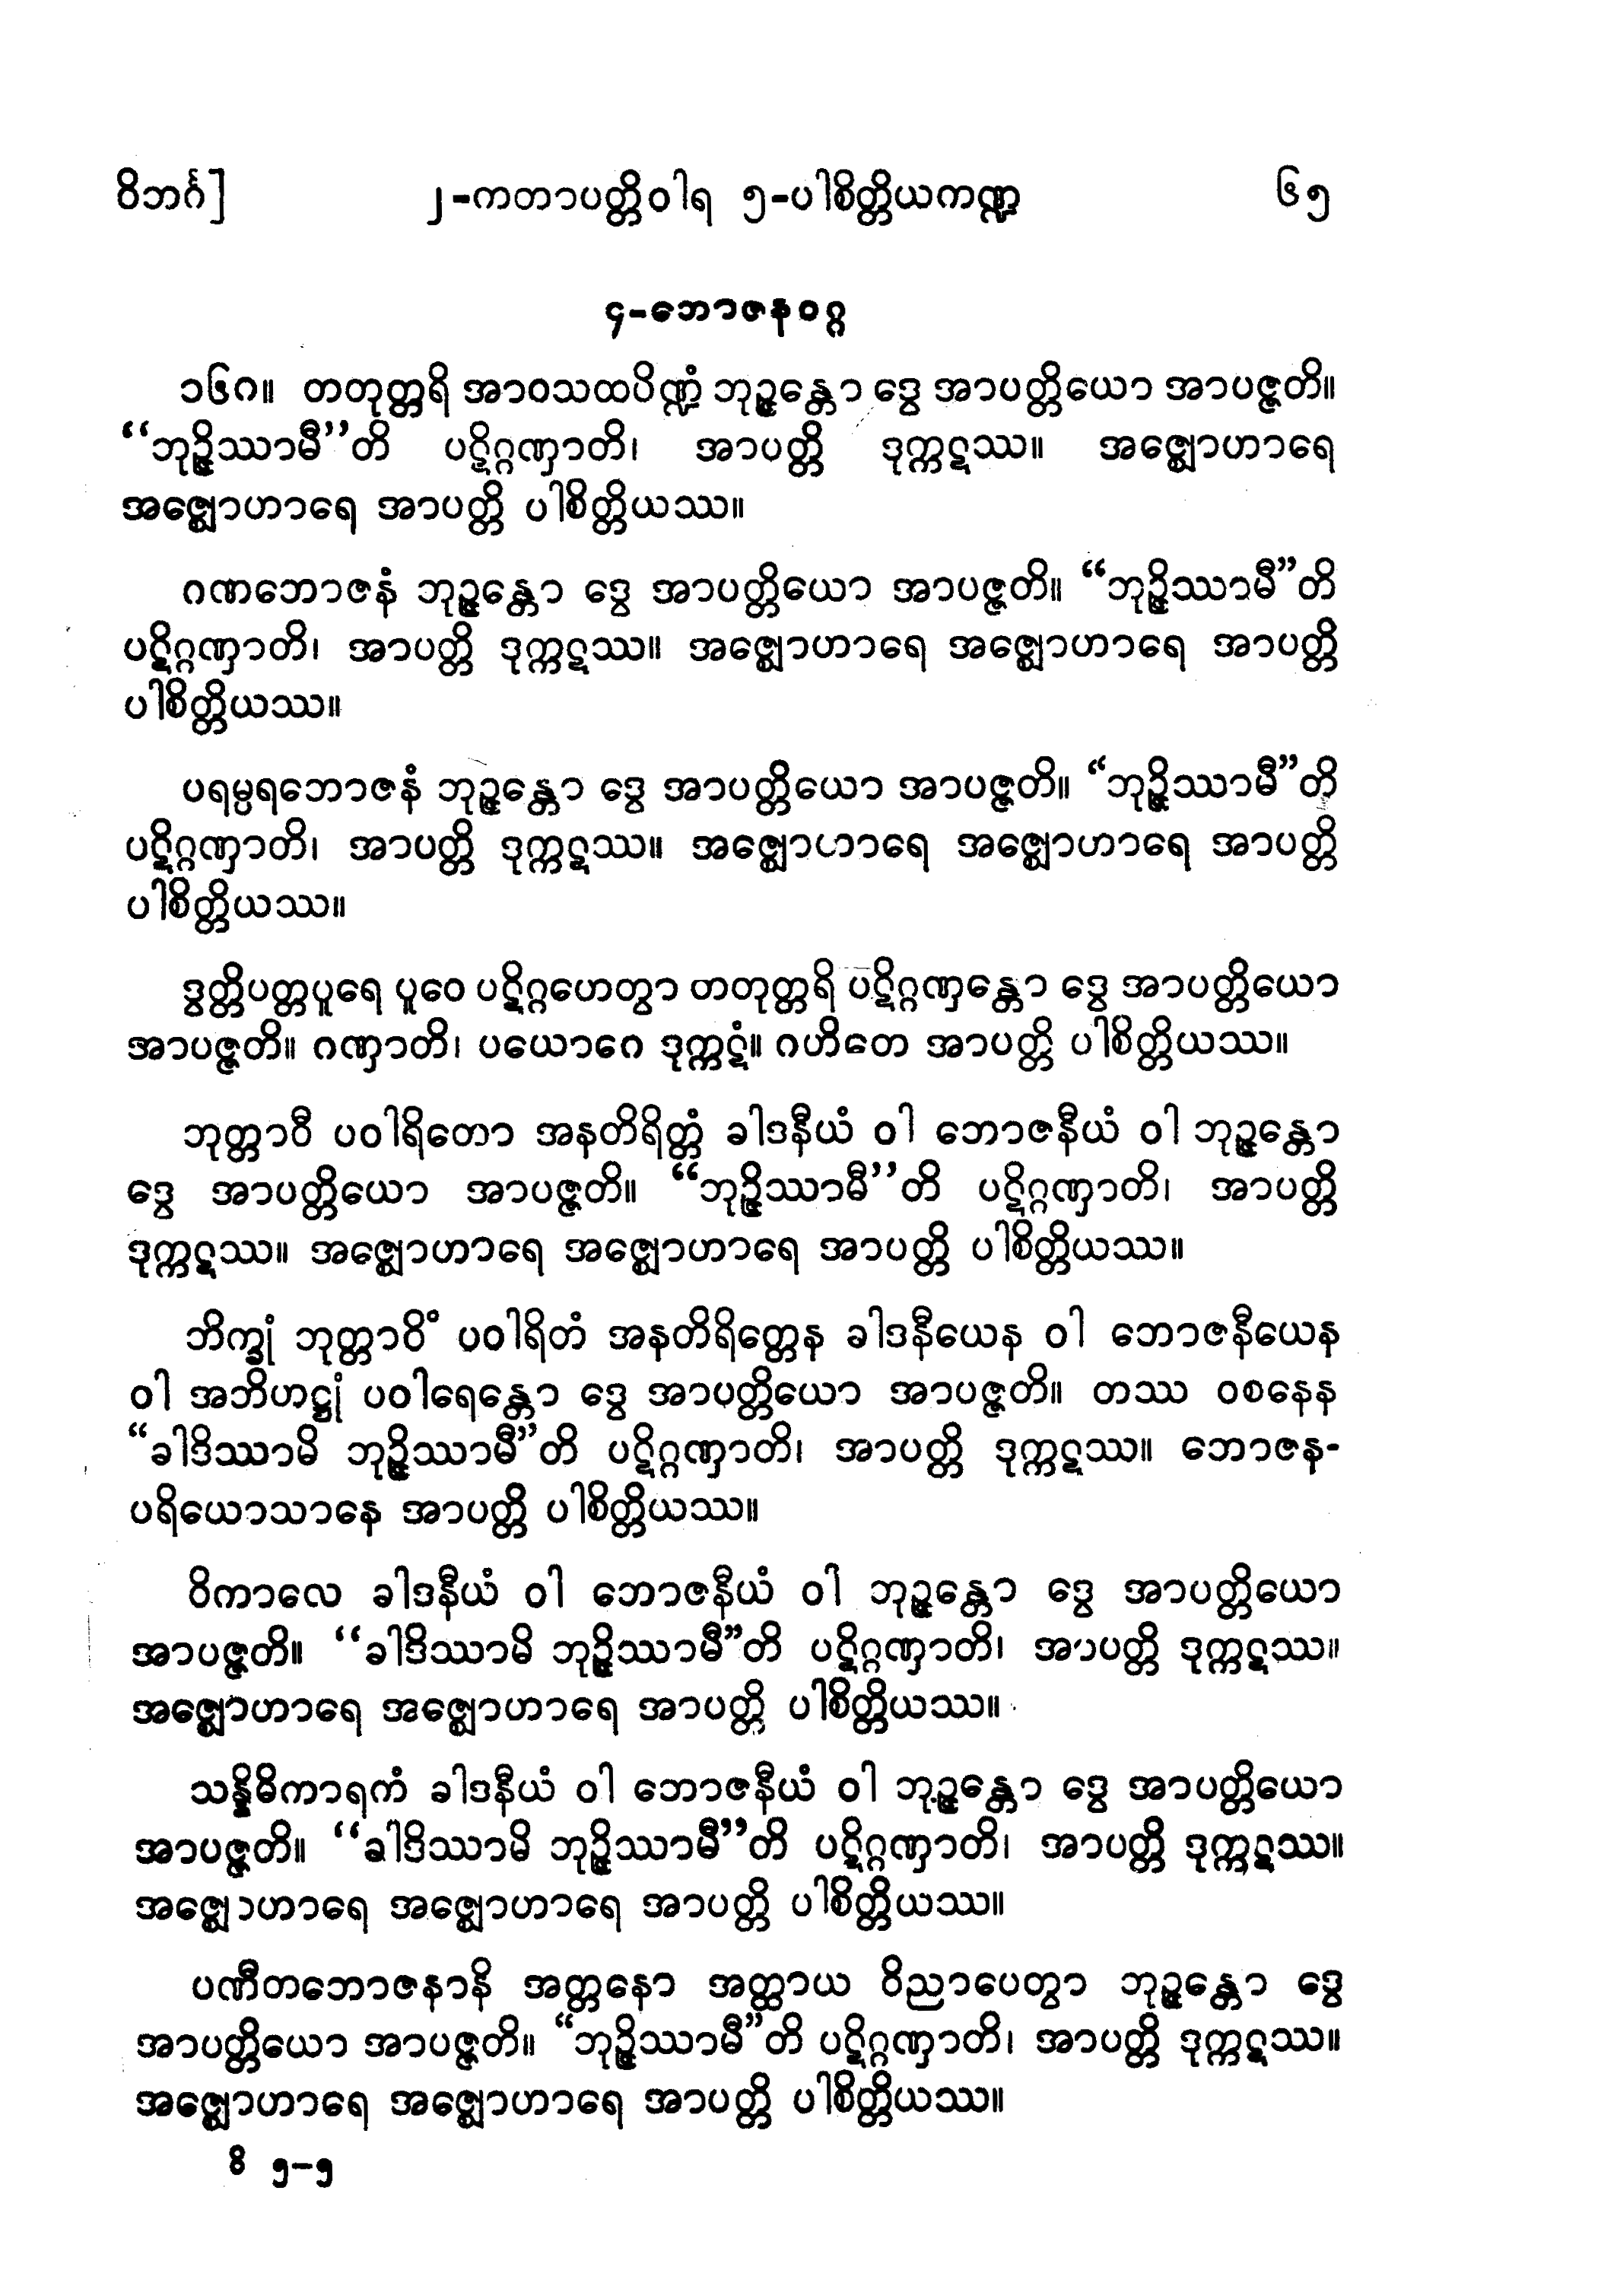 ဝိဘင်္ဂ] ၂-ကတာပတ္တိဝါရ ၅-ပါစိတ္တိယကဏ္ဍ ၆၅
၄-ဘောဇနဝဂ္ဂ
၁၆ဂ။ တတုတ္တရိ အာဝသထပိဏ္ဍံ ဘုဉ္ဇန္တော ဒွေ အာပတ္တိယော အာပဇ္ဇတိ။
“ဘုဉ္ဇိဿာမီ”တိ ပဋိဂ္ဂဏှာတိ၊ အာပတ္တိ ဒုက္ကဋဿ။ အဇ္ဈောဟာရေ
အဇ္ဈောဟာရေ အာပတ္တိ ပါစိတ္တိယဿ။
ဂဏဘောဇနံ ဘုဉ္ဇန္တော ဒွေ အာပတ္တိယော အာပဇ္ဇတိ။ “ဘုဉ္ဇိဿာမီ”တိ
ပဋိဂ္ဂဏှာတိ၊ အာပတ္တိ ဒုက္ကဋဿ။ အဇ္ဈောဟာရေ အဇ္ဈောဟာရေ အာပတ္တိ
ပါစိတ္တိယဿ။
ပရမ္ပရဘောဇနံ ဘုဉ္ဇန္တော ဒွေ အာပတ္တိယော အာပဇ္ဇတိ။ “ဘုဉ္ဇိဿာမီ”တိ
ပဋိဂ္ဂဏှာတိ၊ အာပတ္တိ ဒုက္ကဋဿ။ အဇ္ဈောဟာရေ အဇ္ဈောဟာရေ အာပတ္တိ
ပါစိတ္တိယဿ။
ဒွတ္တိပတ္တပူရေ ပူဝေ ပဋိဂ္ဂဟေတွာ တတုတ္တရိ ပဋိဂ္ဂဏှန္တော ဒွေ အာပတ္တိယော
အာပဇ္ဇတိ။ ဂဏှာတိ၊ ပယောဂေ ဒုက္ကဋံ။ ဂဟိတေ အာပတ္တိ ပါစိတ္တိယဿ။
ဘုတ္တာဝီ ပဝါရိတော အနတိရိတ္တံ ခါဒနီယံ ဝါ ဘောဇနီယံ ဝါ ဘုဉ္ဇန္တော
ဒွေ အာပတ္တိယော အာပဇ္ဇတိ။ “ဘုဉ္ဇိဿာမီ”တိ ပဋိဂ္ဂဏှာတိ၊ အာပတ္တိ
ဒုက္ကဋဿ။ အဇ္ဈောဟာရေ အဇ္ဈောဟာရေ အာပတ္တိ ပါစိတ္တိယဿ။
ဘိက္ခုံ ဘုတ္တာဝိံ ပဝါရိတံ အနတိရိတ္တေန ခါဒနီယေန ဝါ ဘောဇနီယေန
ဝါ အဘိဟဋ္ဌုံ ပဝါရေန္တော ဒွေ အာပတ္တိယော အာပဇ္ဇတိ။ တဿ ဝစနေန
“ခါဒိဿာမိ ဘုဉ္ဇိဿာမီ”တိ ပဋိဂ္ဂဏှာတိ၊ အာပတ္တိ ဒုက္ကဋဿ။ ဘောဇန-
ပရိယောသာနေ အာပတ္တိ ပါစိတ္တိယဿ။
ဝိကာလေ ခါဒနီယံ ဝါ ဘောဇနီယံ ဝါ ဘုဉ္ဇန္တော ဒွေ အာပတ္တိယော
အာပဇ္ဇတိ။ “ခါဒိဿာမိ ဘုဉ္ဇိဿာမီ”တိ ပဋိဂ္ဂဏှာတိ၊ အာပတ္တိ ဒုက္ကဋဿ။
အဇ္ဈောဟာရေ အဇ္ဈောဟာရေ အာပတ္တိ ပါစိတ္တိယဿ။
သန္နိဓိကာရကံ ခါဒနီယံ ဝါ ဘောဇနီယံ ဝါ ဘုဉ္ဇန္တော ဒွေ အာပတ္တိယော
အာပဇ္ဇတိ။ “ခါဒိဿာမိ ဘုဉ္ဇိဿာမီ”တိ ပဋိဂ္ဂဏှာတိ၊ အာပတ္တိ ဒုက္ကဋဿ။
အဇ္ဈောဟာရေ အဇ္ဈောဟာရေ အာပတ္တိ ပါစိတ္တိယဿ။
ပဏီတဘောဇနာနိ အတ္တနော အတ္ထာယ ဝိညာပေတွာ ဘုဉ္ဇန္တော ဒွေ
အာပတ္တိယော အာပဇ္ဇတိ။ “ဘုဉ္ဇိဿာမီ”တိ ပဋိဂ္ဂဏှာတိ၊ အာပတ္တိ ဒုက္ကဋဿ။
အဇ္ဈောဟာရေ အဇ္ဈောဟာရေ အာပတ္တိ ပါစိတ္တိယဿ။
ဝိ ၅-၅